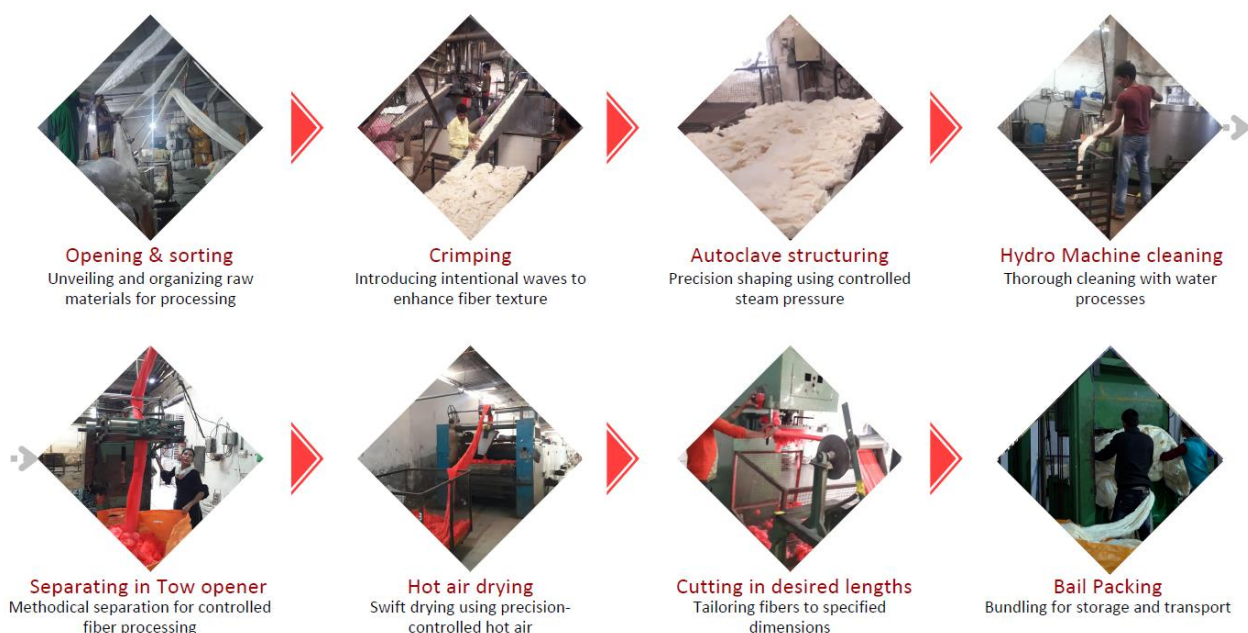 Opening & sorting
Unveiling and organizing raw
materials for processing
Crimping
Introducing intentional waves to
enhance fiber texture
Autoclave structuring
Precision shaping using controlled
steam pressure
Hydro Machine cleaning
Thorough cleaning with water
processes
Separating in Tow opener
Methodical separation for controlled
fiber processing
Hot air drying
Swift drying using precision-
controlled hot air
Cutting in desired lengths
Tailoring fibers to specified
dimensions
Bail Packing
Bundling for storage and transport